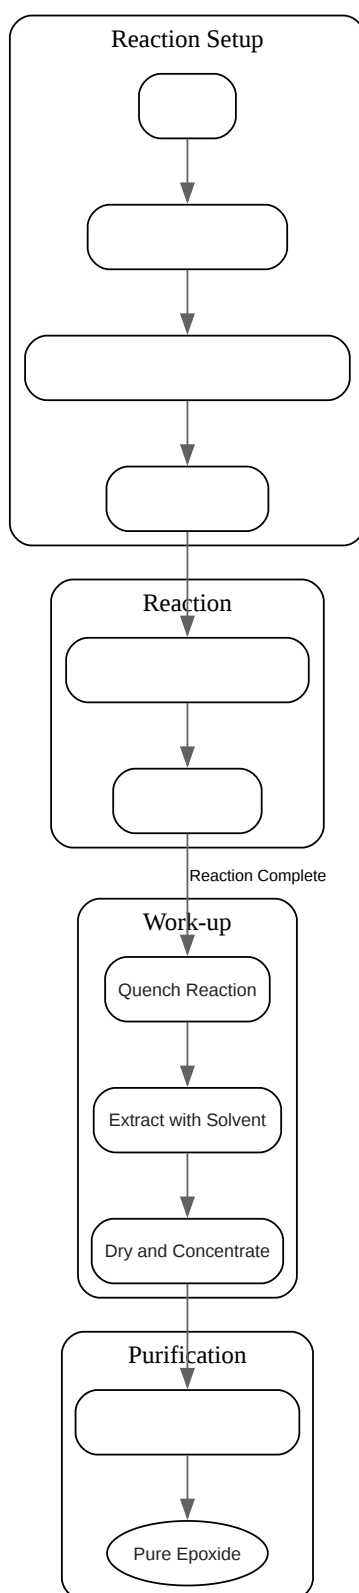 Reaction Setup
Reaction
Reaction Complete
Work-up
Quench Reaction
Extract with Solvent
Dry and Concentrate
Purification
Pure Epoxide